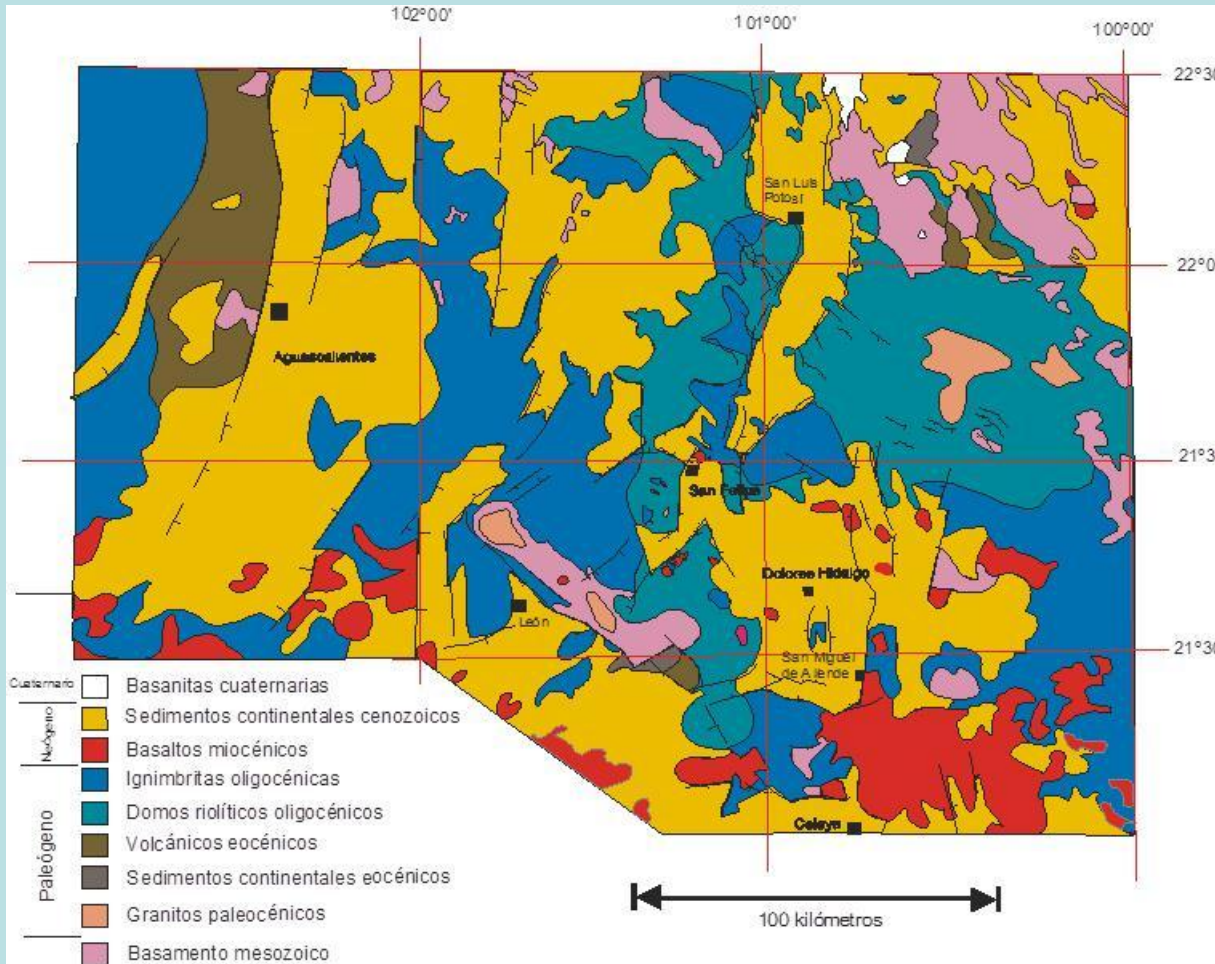 102°00'
101°00'
100°00'
22°30
San Luis
Potosí
22°0
Aguascalientes
21°3
San Felipe
Dolores Hidalgo
León
21°30
San Miguel
de Allende
Cuaternario
Basanitas cuaternarias
Neógeno
Sedimentos continentales cenozoicos
Basaltos miocénicos
Ignimbritas oligocénicas
Paleógeno
Domos riolíticos oligocénicos
Volcánicos eocénicos
Sedimentos continentales eocénicos
Granitos paleocénicos
Basamento mesozoico
Celaya
100 kilómetros